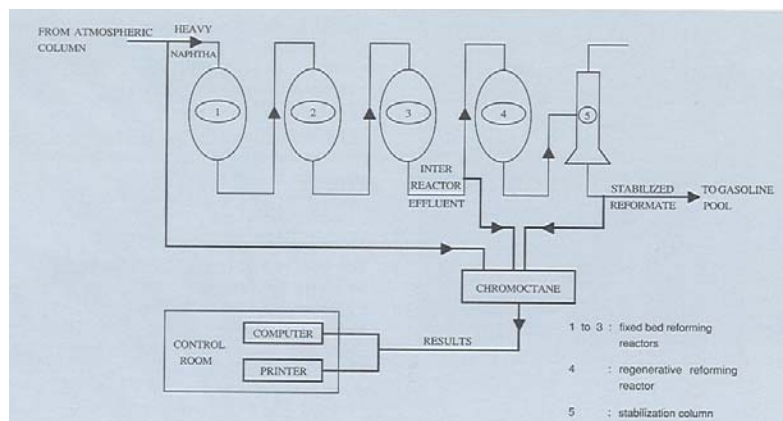 FROM ATMOSPHERIC
COLUMN
HEAVY
NAPHTHA
1
2
3
4
5
INTER
REACTOR
EFFLUENT
STABILIZED
REFORMATE
TO GASOLINE
POOL
CHROMOCTANE
CONTROL
ROOM
COMPUTER
PRINTER
RESULTS
1 to 3 : fixed bed reforming
reactors
4 : regenerative reforming
reactor
5 : stabilization column